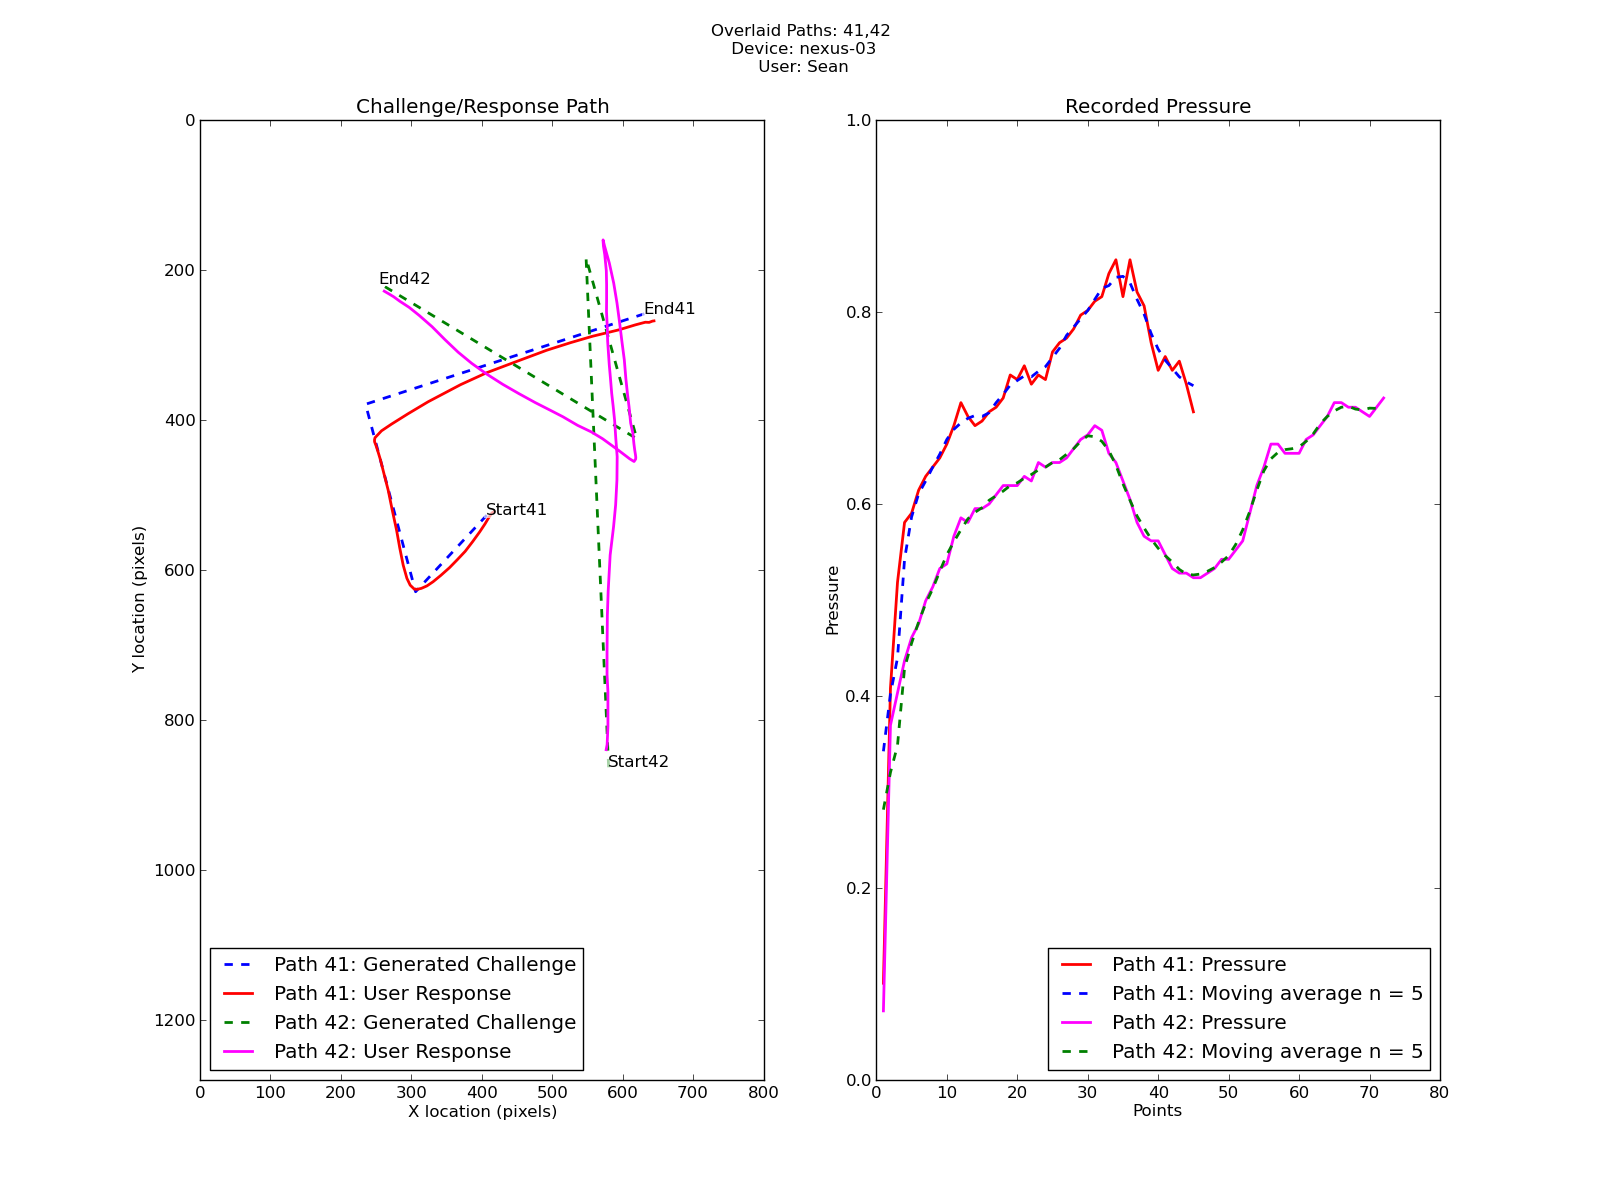 Overlaid Paths: 41,42
Device: nexus-03
User: Sean
Challenge/Response Path
0
200
400
600
800
1000
1200
Y location (pixels)
End42
End41
Start41
Start42
Path 41: Generated Challenge
Path 41: User Response
Path 42: Generated Challenge
Path 42: User Response
0 100 200 300 400 500 600 700 800
X location (pixels)
Recorded Pressure
1.0
0.8
0.6
0.4
0.2
0.0
Pressure
Path 41: Pressure
Path 41: Moving average n = 5
Path 42: Pressure
Path 42: Moving average n = 5
0 10 20 30 40 50 60 70 80
Points